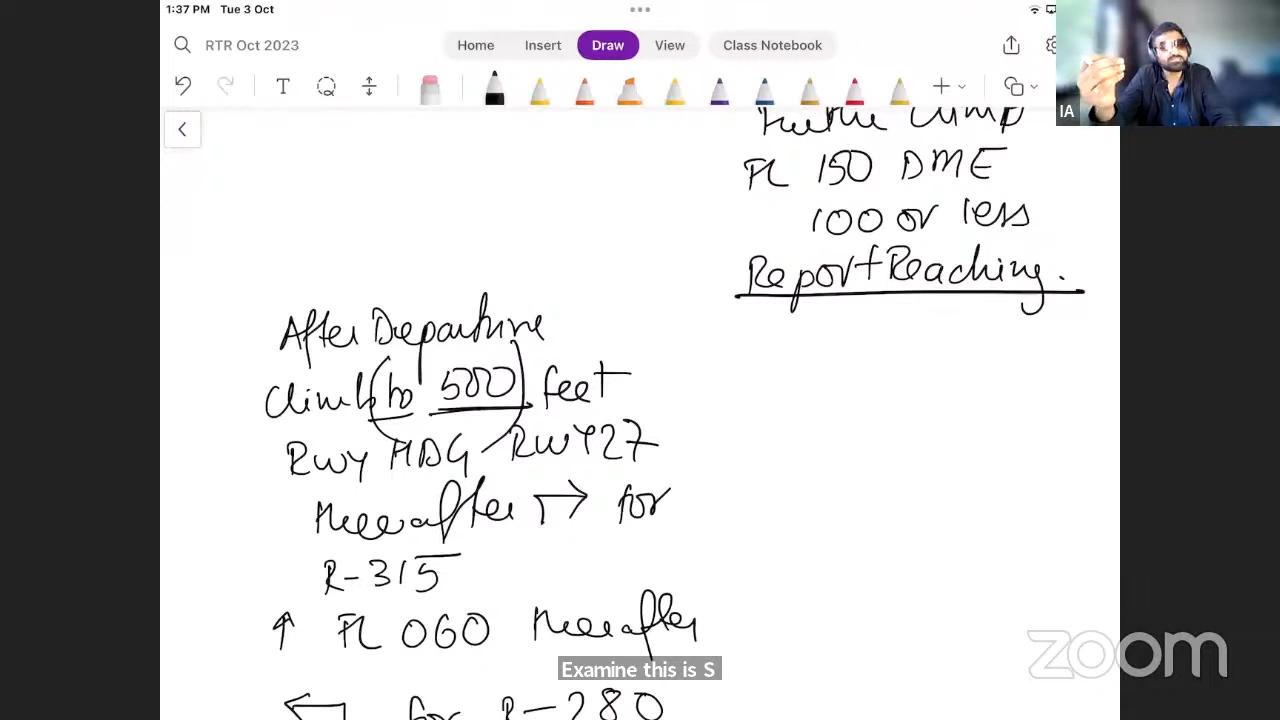 1:37 PM Tue 3 Oct
RTR Oct 2023
Home Insert Draw View Class Notebook
IA
FL 150 DME
100 or less
Report Reaching.
After Departure
Climb to 500 feet
RWY HDG RWY 27
thereafter → for
R-315
↑ FL 060 thereafter
← for R-280
Examine this is S
zoom